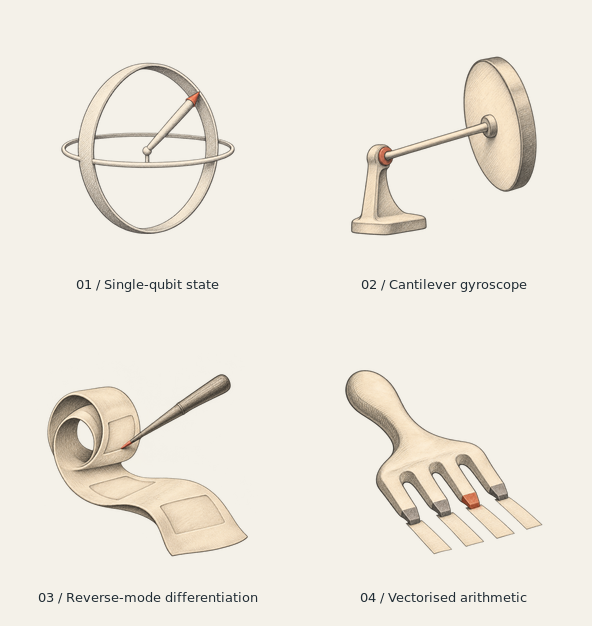 01 / Single-qubit state
02 / Cantilever gyroscope
03 / Reverse-mode differentiation
04 / Vectorised arithmetic